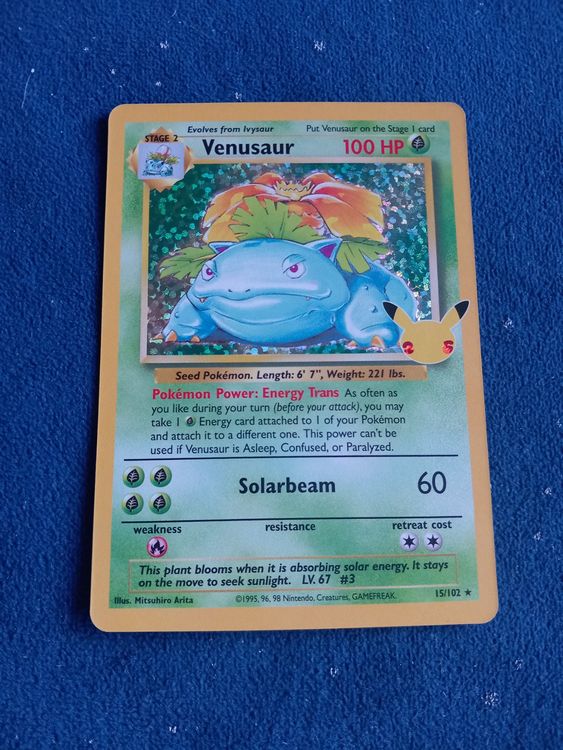 Evolves from Ivysaur Put Venusaur on the Stage 1 card
STAGE 2
Venusaur 100 HP
25
Seed Pokémon. Length: 6' 7", Weight: 221 lbs.
Pokémon Power: Energy Trans As often as
you like during your turn (before your attack), you may
take 1 Energy card attached to 1 of your Pokémon
and attach it to a different one. This power can't be
used if Venusaur is Asleep, Confused, or Paralyzed.
Solarbeam 60
weakness resistance retreat cost
This plant blooms when it is absorbing solar energy. It stays
on the move to seek sunlight. LV. 67 #3
Illus. Mitsuhiro Arita ©1995, 96, 98 Nintendo, Creatures, GAMEFREAK. 15/102 ★